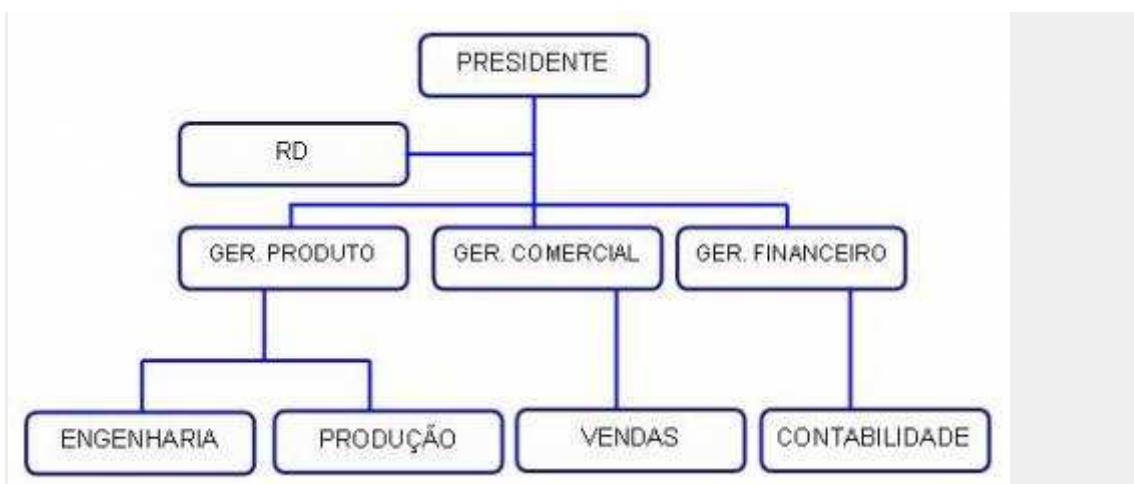 PRESIDENTE
RD
GER. PRODUTO
GER. COMERCIAL
GER. FINANCEIRO
ENGENHARIA
PRODUÇÃO
VENDAS
CONTABILIDADE